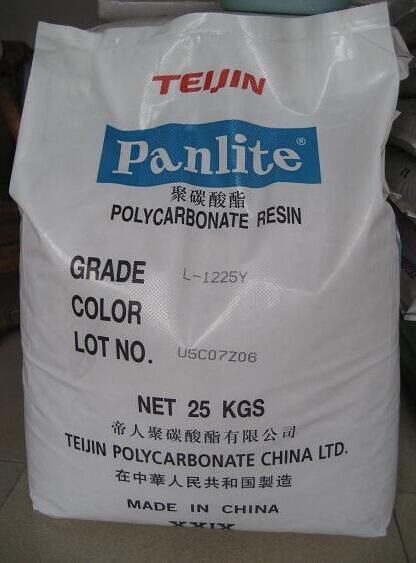 TEIJIN
Panlite®
聚碳酸酯
POLYCARBONATE RESIN
GRADE L-1225Y
COLOR
LOT NO. U5C07Z06
NET 25 KGS
帝人聚碳酸酯有限公司
TEIJIN POLYCARBONATE CHINA LTD.
在中華人民共和国製造
MADE IN CHINA
XXIX